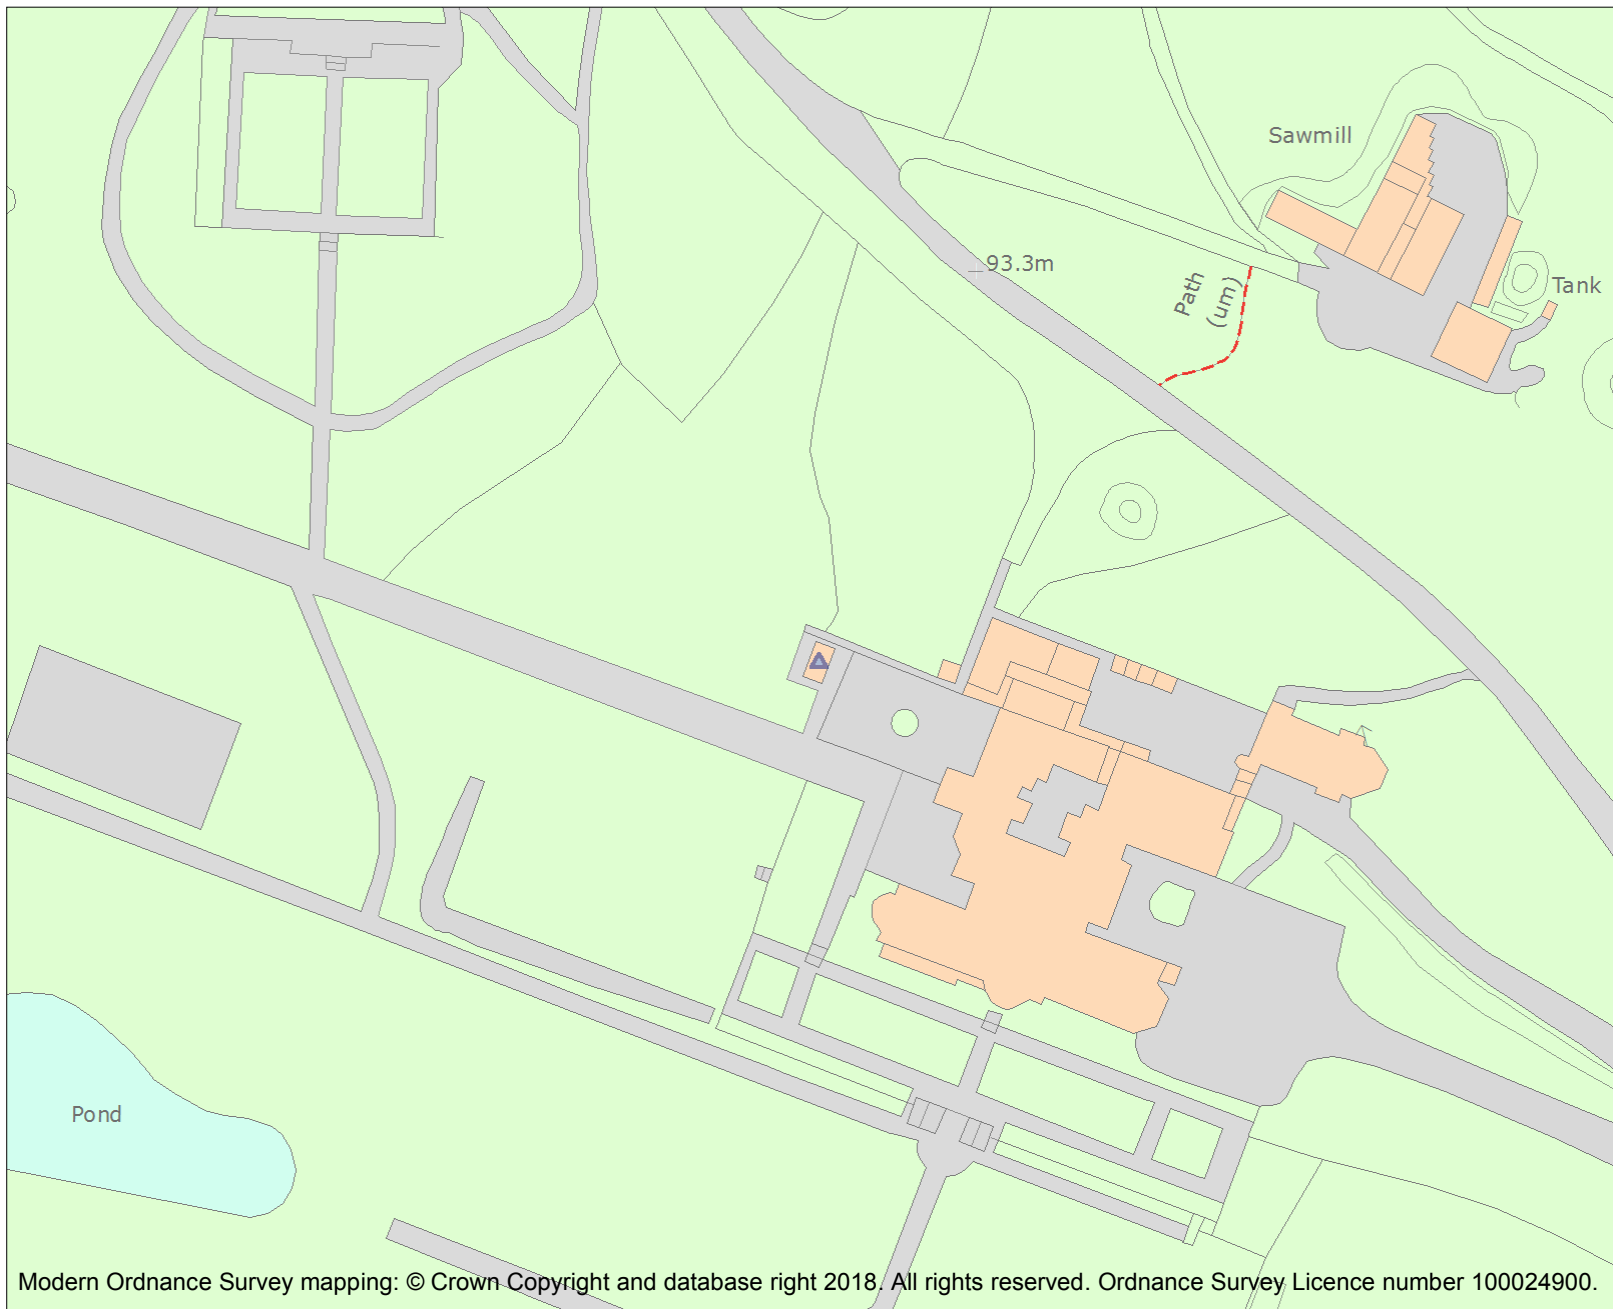 Sawmill
93.3m
Path
(um)
Tank
Pond
Modern Ordnance Survey mapping: © Crown Copyright and database right 2018. All rights reserved. Ordnance Survey Licence number 100024900.